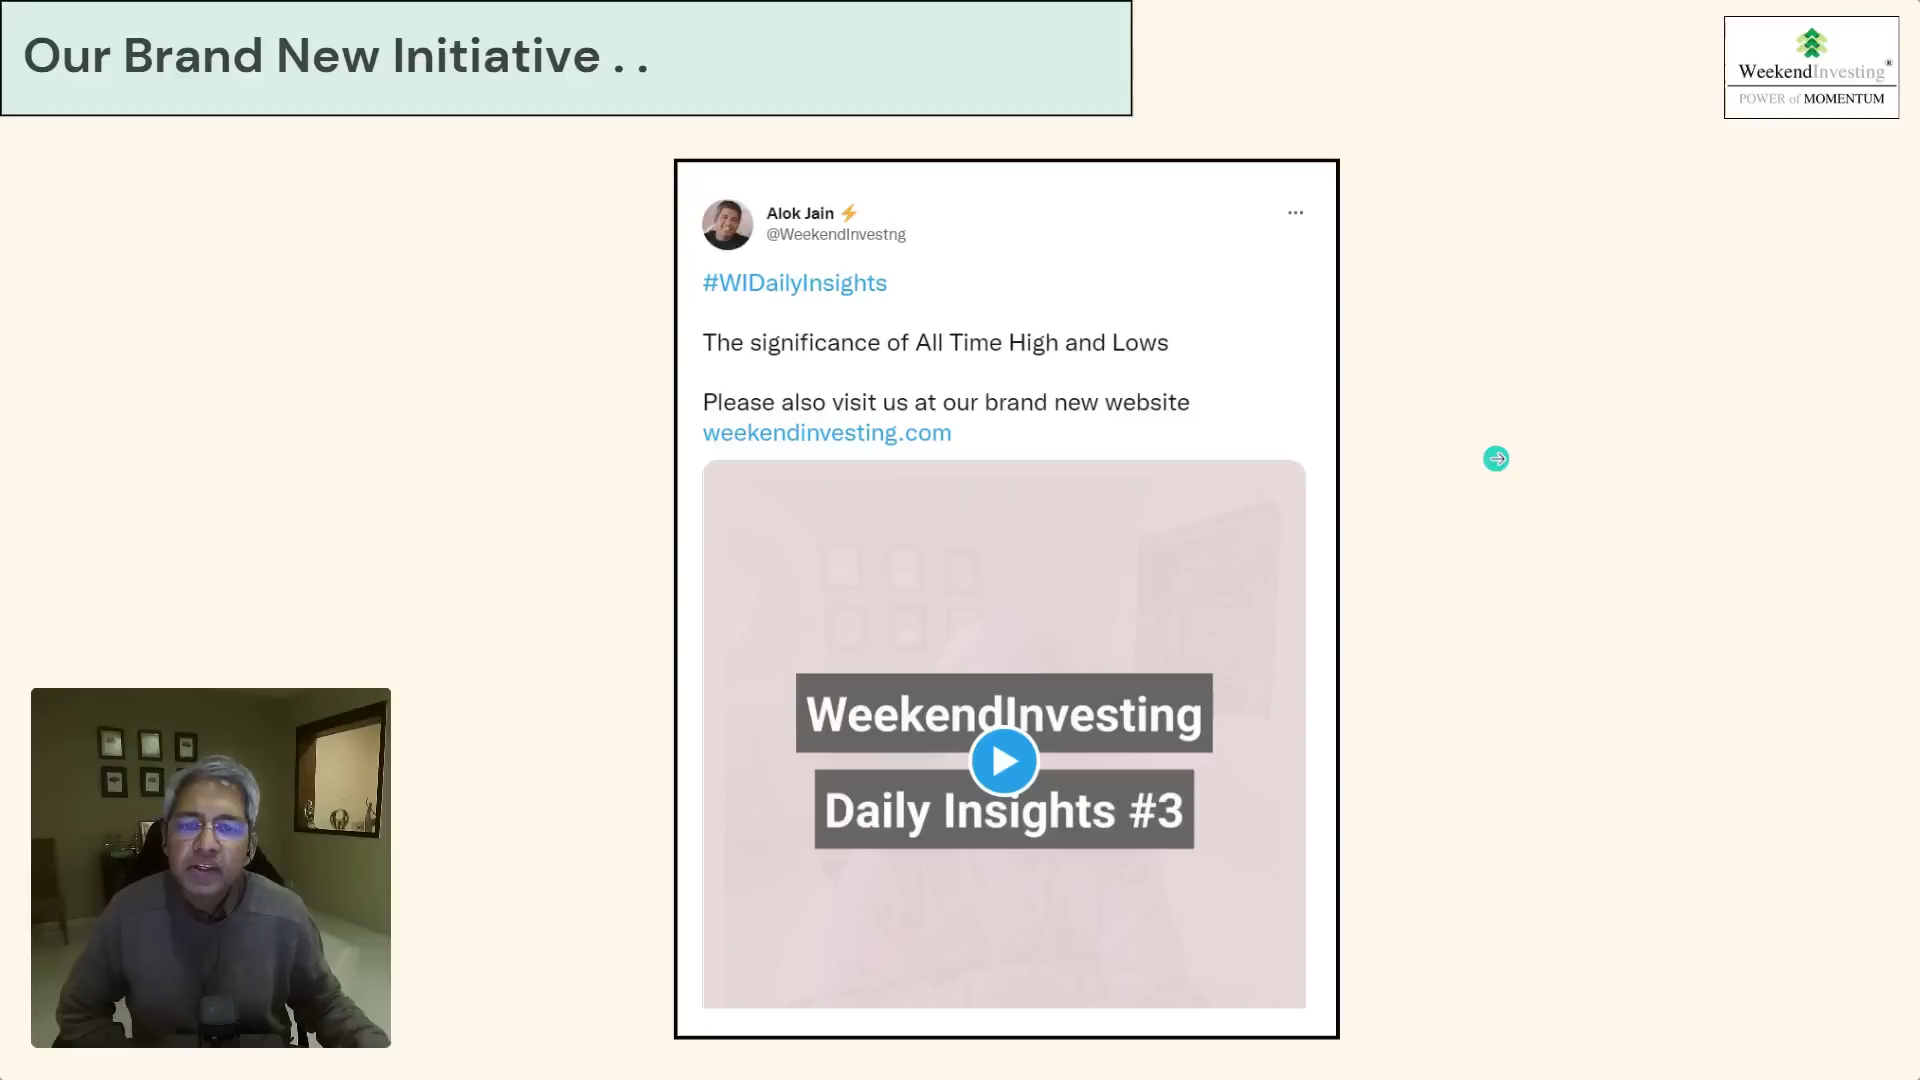 Our Brand New Initiative . .
WeekendInvesting®
POWER of MOMENTUM
Alok Jain⚡
@WeekendInvestng
#WIDailyInsights
The significance of All Time High and Lows
Please also visit us at our brand new website
weekendinvesting.com
WeekendInvesting
Daily Insights #3